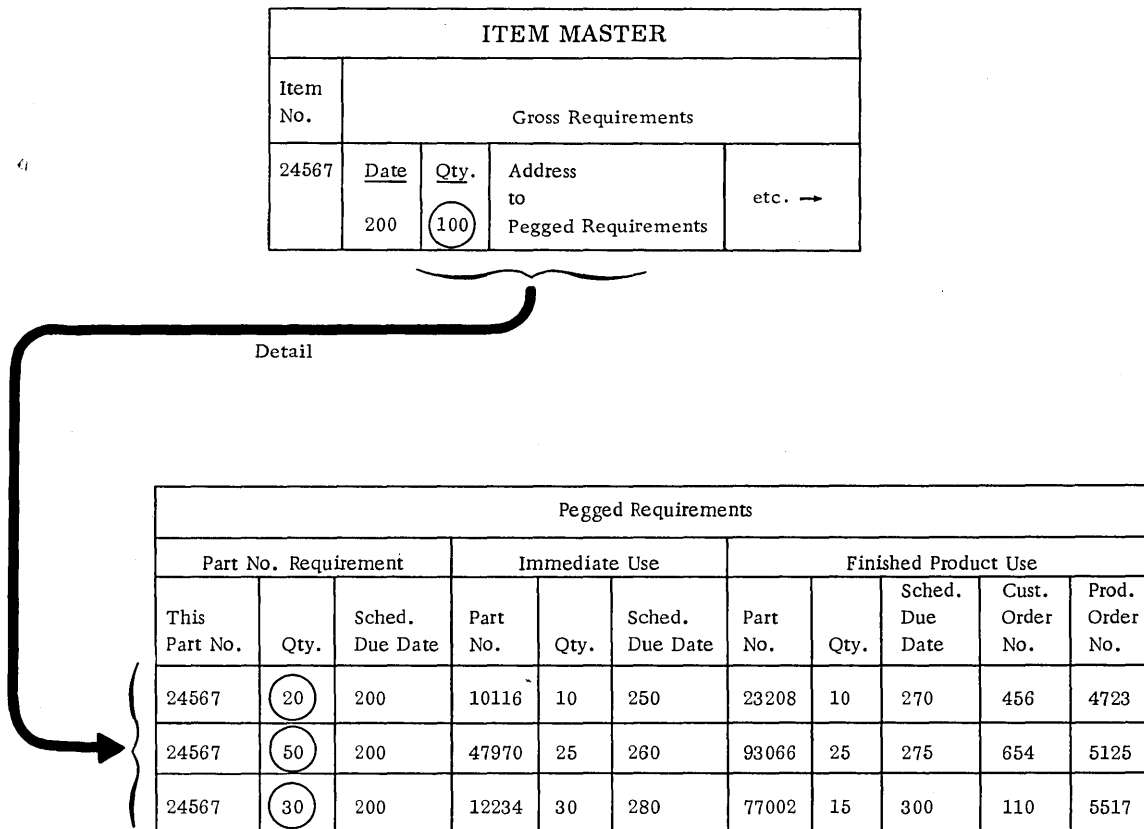 ITEM MASTER
Item
No.
Gross Requirements
24567
Date
200
Qty.
100
Address
to
Pegged Requirements
etc. →
Detail
Pegged Requirements
Part No. Requirement
Immediate Use
Finished Product Use
This
Part No.
Qty.
Sched.
Due Date
Part
No.
Qty.
Sched.
Due Date
Part
No.
Qty.
Sched.
Due
Date
Cust.
Order
No.
Prod.
Order
No.
24567 20 200 10116 10 250 23208 10 270 456 4723
24567 50 200 47970 25 260 93066 25 275 654 5125
24567 30 200 12234 30 280 77002 15 300 110 5517